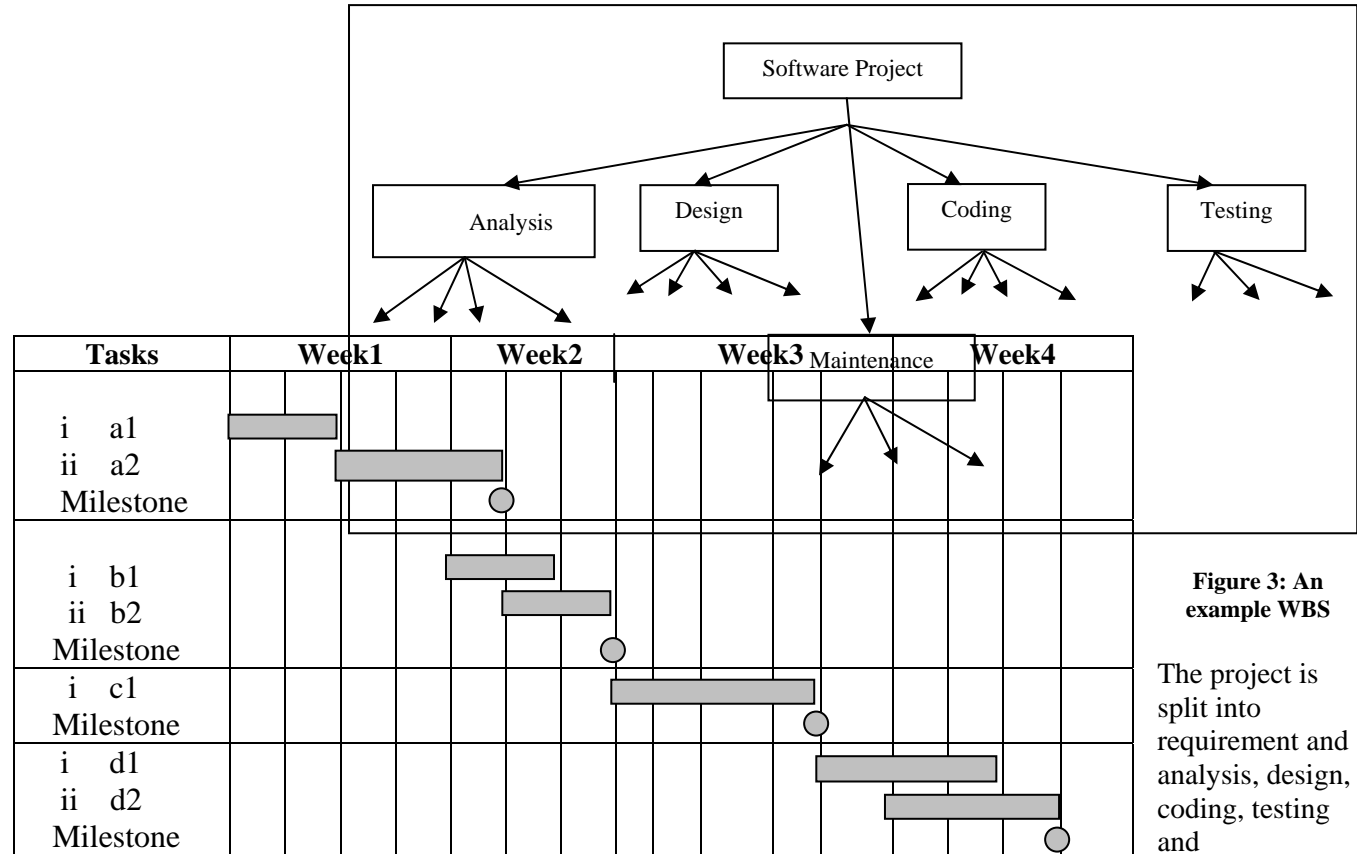 Software Project
Analysis
Design
Coding
Testing
Maintenance
Tasks Week1 Week2 Week3 Week4
i a1
ii a2
Milestone
i b1
ii b2
Milestone
i c1
Milestone
i d1
ii d2
Milestone
Figure 3: An
example WBS
The project is
split into
requirement and
analysis, design,
coding, testing
and